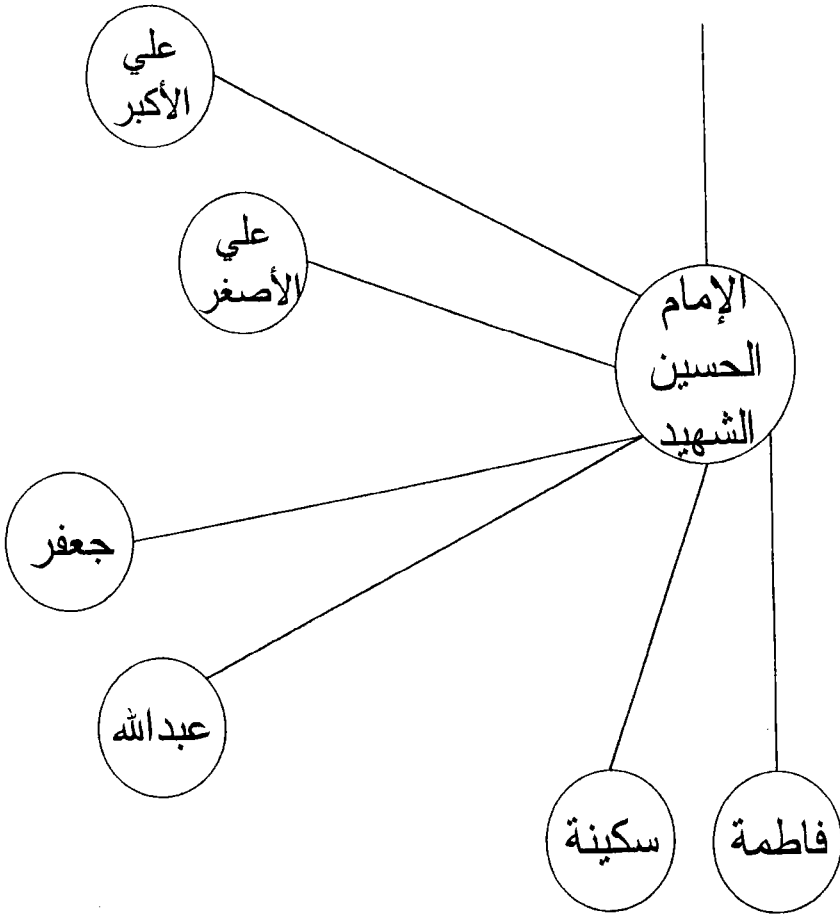 علي
الأكبر
علي
الأصغر
الإمام
الحسين
الشهيد
جعفر
عبدالله
سكينة
فاطمة